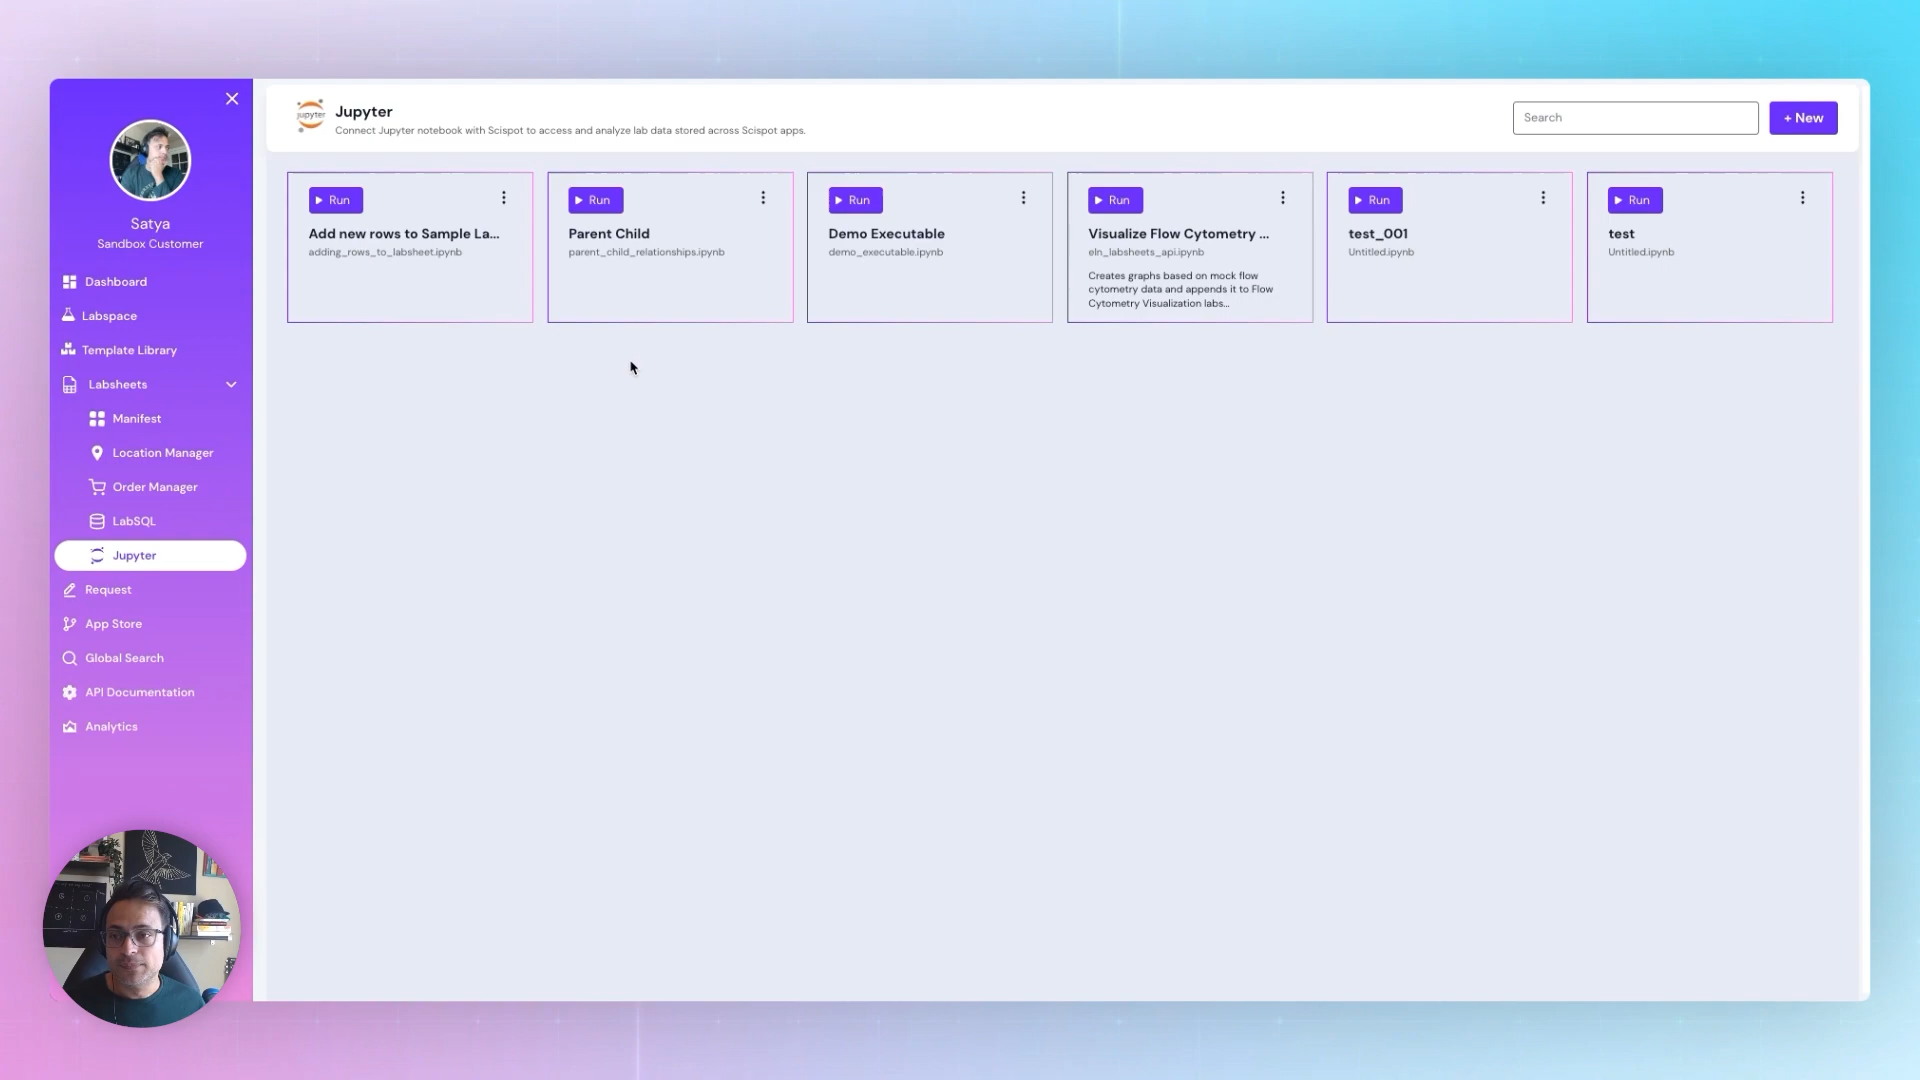 Satya
Sandbox Customer
Dashboard
Labspace
Template Library
Labsheets
Manifest
Location Manager
Order Manager
LabSQL
Jupyter
Request
App Store
Global Search
API Documentation
Analytics
jupyter
Jupyter
Connect Jupyter notebook with Scispot to access and analyze lab data stored across Scispot apps.
Search
+ New
Run
Add new rows to Sample La...
adding_rows_to_labsheet.ipynb
Run
Parent Child
parent_child_relationships.ipynb
Run
Demo Executable
demo_executable.ipynb
Run
Visualize Flow Cytometry ...
eln_labsheets_api.ipynb
Creates graphs based on mock flow
cytometry data and appends it to Flow
Cytometry Visualization labs...
Run
test_001
Untitled.ipynb
Run
test
Untitled.ipynb